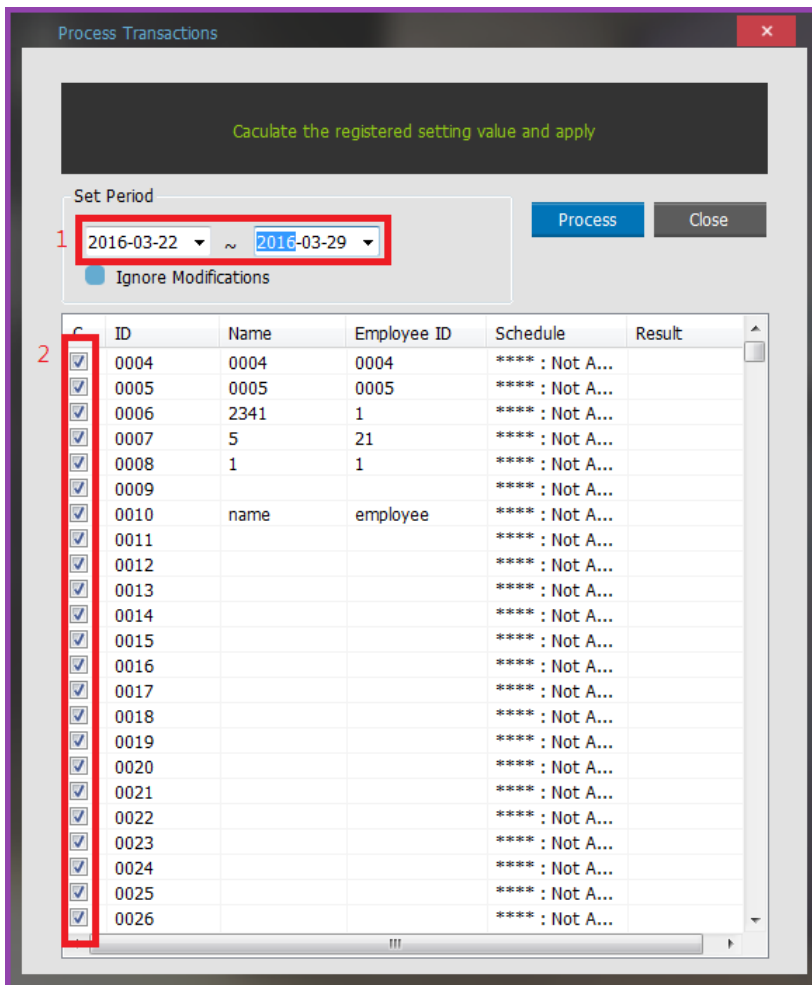 Process Transactions
Caculate the registered setting value and apply
Set Period
1 2016-03-22 ~ 2016-03-29 Process Close
Ignore Modifications
ID Name Employee ID Schedule Result
2
0004 0004 0004 **** : Not A...
0005 0005 0005 **** : Not A...
0006 2341 1 **** : Not A...
0007 5 21 **** : Not A...
0008 1 1 **** : Not A...
0009 **** : Not A...
0010 name employee **** : Not A...
0011 **** : Not A...
0012 **** : Not A...
0013 **** : Not A...
0014 **** : Not A...
0015 **** : Not A...
0016 **** : Not A...
0017 **** : Not A...
0018 **** : Not A...
0019 **** : Not A...
0020 **** : Not A...
0021 **** : Not A...
0022 **** : Not A...
0023 **** : Not A...
0024 **** : Not A...
0025 **** : Not A...
0026 **** : Not A...